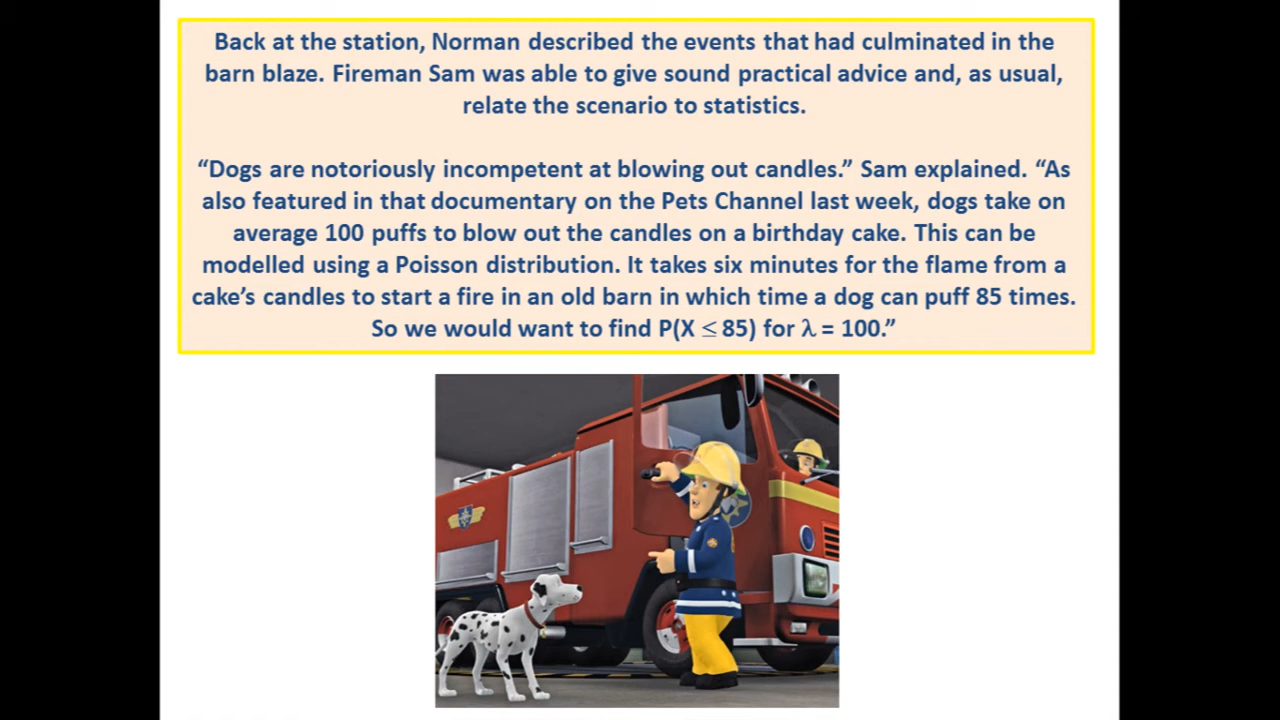 Back at the station, Norman described the events that had culminated in the
barn blaze. Fireman Sam was able to give sound practical advice and, as usual,
relate the scenario to statistics.
“Dogs are notoriously incompetent at blowing out candles.” Sam explained. “As
also featured in that documentary on the Pets Channel last week, dogs take on
average 100 puffs to blow out the candles on a birthday cake. This can be
modelled using a Poisson distribution. It takes six minutes for the flame from a
cake’s candles to start a fire in an old barn in which time a dog can puff 85 times.
So we would want to find P(X ≤ 85) for λ = 100.”